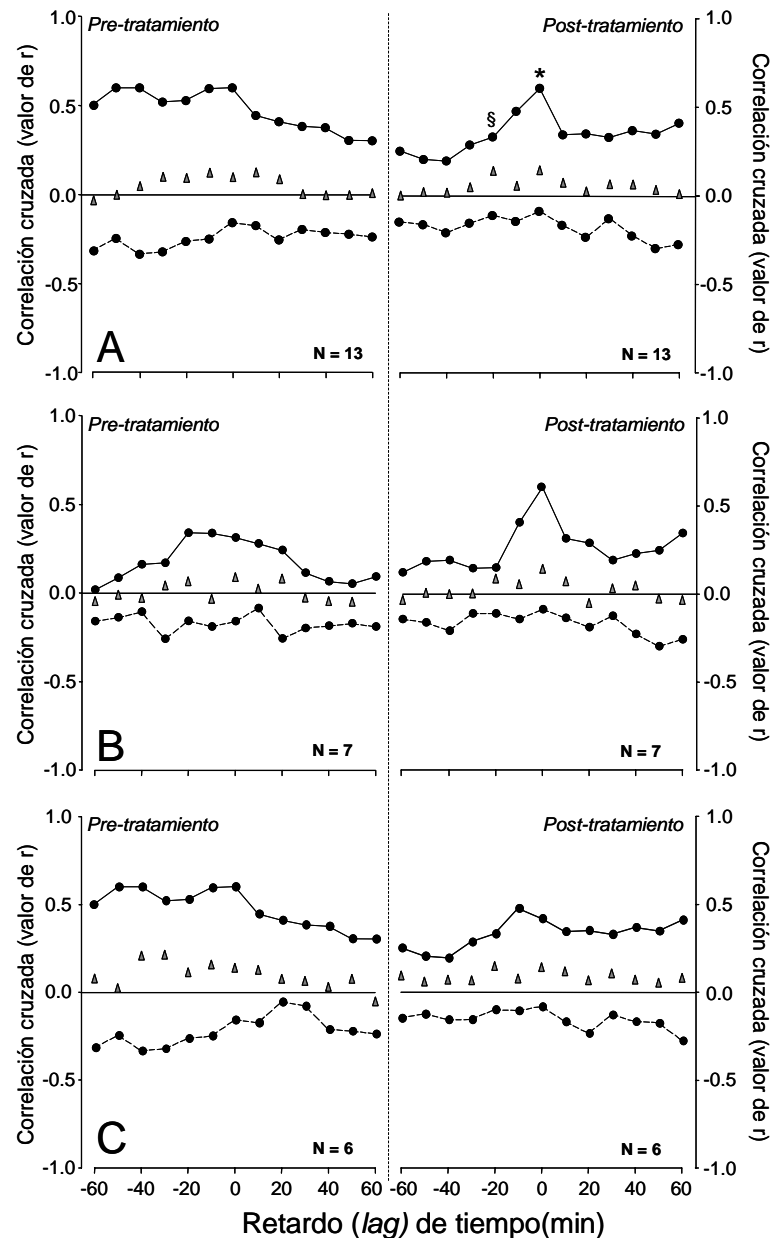 Pre-tratamiento
Post-tratamiento
Correlación cruzada (valor de r)
1.0
0.5
0.0
-0.5
-1.0
§
*
1.0
0.5
0.0
-0.5
-1.0
Correlación cruzada (valor de r)
A
N = 13
N = 13
Pre-tratamiento
Post-tratamiento
Correlación cruzada (valor de r)
1.0
0.5
0.0
-0.5
-1.0
1.0
0.5
0.0
-0.5
-1.0
Correlación cruzada (valor de r)
B
N = 7
N = 7
Pre-tratamiento
Post-tratamiento
Correlación cruzada (valor de r)
1.0
0.5
0.0
-0.5
-1.0
1.0
0.5
0.0
-0.5
-1.0
Correlación cruzada (valor de r)
C
N = 6
N = 6
-60 -40 -20 0 20 40 60 -60 -40 -20 0 20 40 60
Retardo (lag) de tiempo(min)